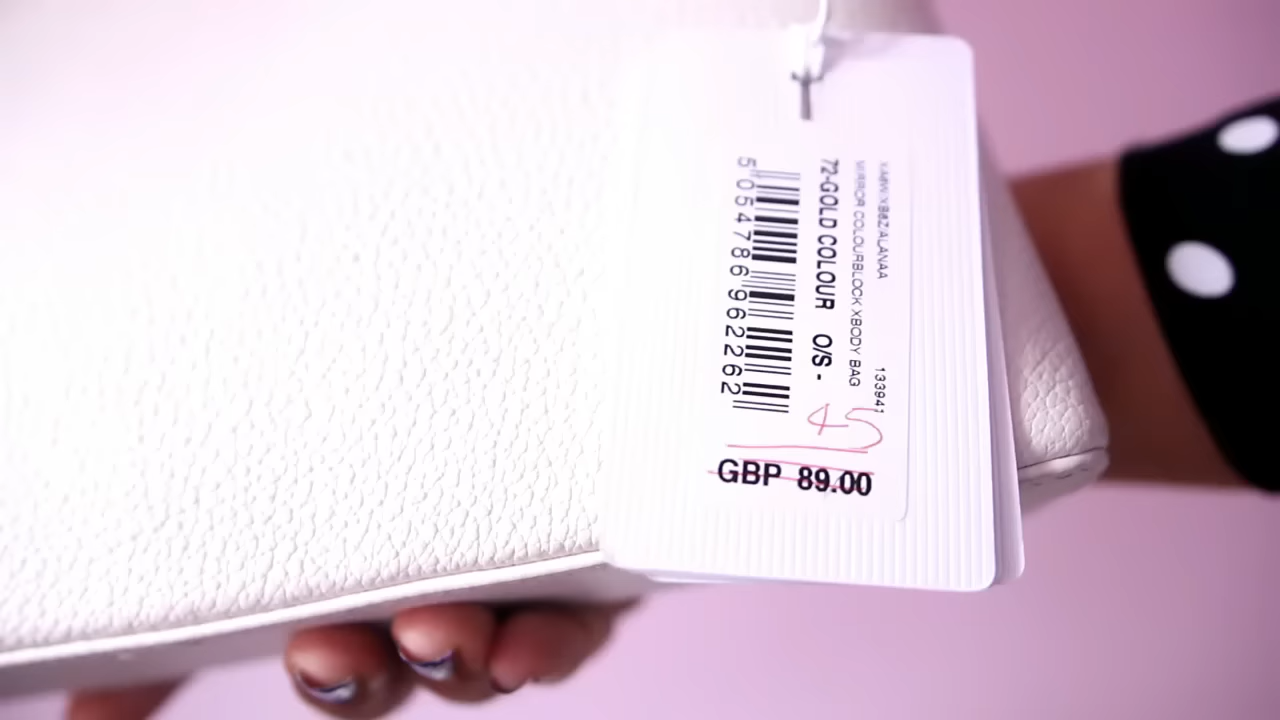 133941
MIRROR COLOURBLOCK XBODY BAG
72-GOLD COLOUR O/S -
5 054786 962262
45
GBP 89.00